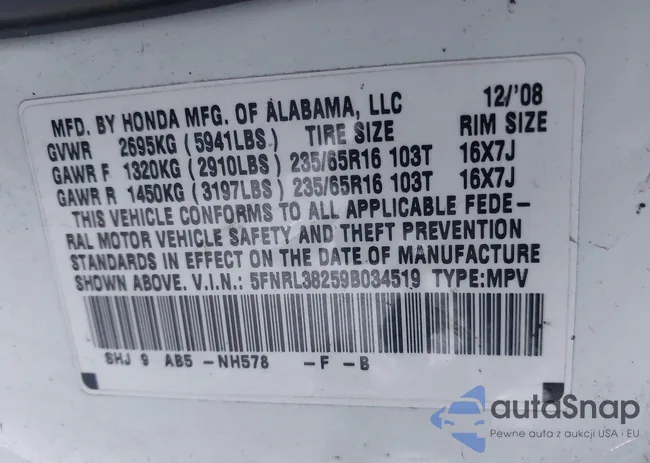 MFD. BY HONDA MFG. OF ALABAMA, LLC 12/'08
GVWR 2695KG (5941LBS) TIRE SIZE RIM SIZE
GAWR F 1320KG (2910LBS) 235/65R16 103T 16X7J
GAWR R 1450KG (3197LBS) 235/65R16 103T 16X7J
THIS VEHICLE CONFORMS TO ALL APPLICABLE FEDE-
RAL MOTOR VEHICLE SAFETY AND THEFT PREVENTION
STANDARDS IN EFFECT ON THE DATE OF MANUFACTURE
SHOWN ABOVE. V.I.N.: 5FNRL38259B034519 TYPE:MPV
SHJ 9 AB5-NH578 -F-B
autoSnap
Pewne auta z aukcji USA i EU